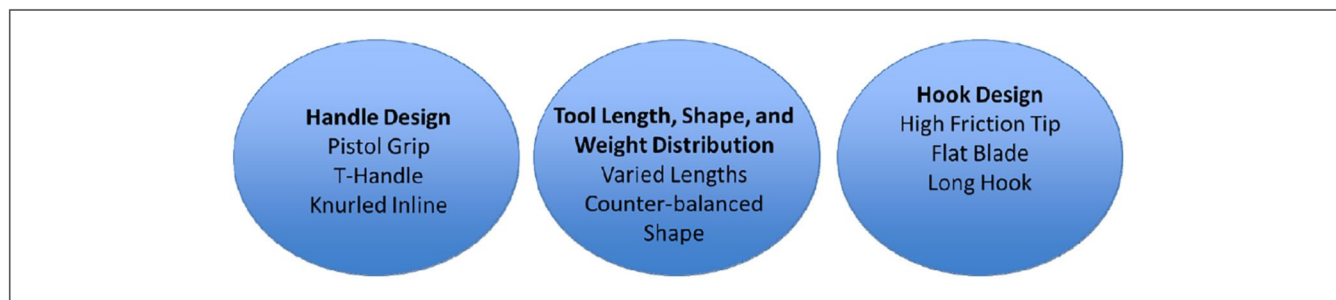 Handle Design
Pistol Grip
T-Handle
Knurled Inline
Tool Length, Shape, and
Weight Distribution
Varied Lengths
Counter-balanced
Shape
Hook Design
High Friction Tip
Flat Blade
Long Hook